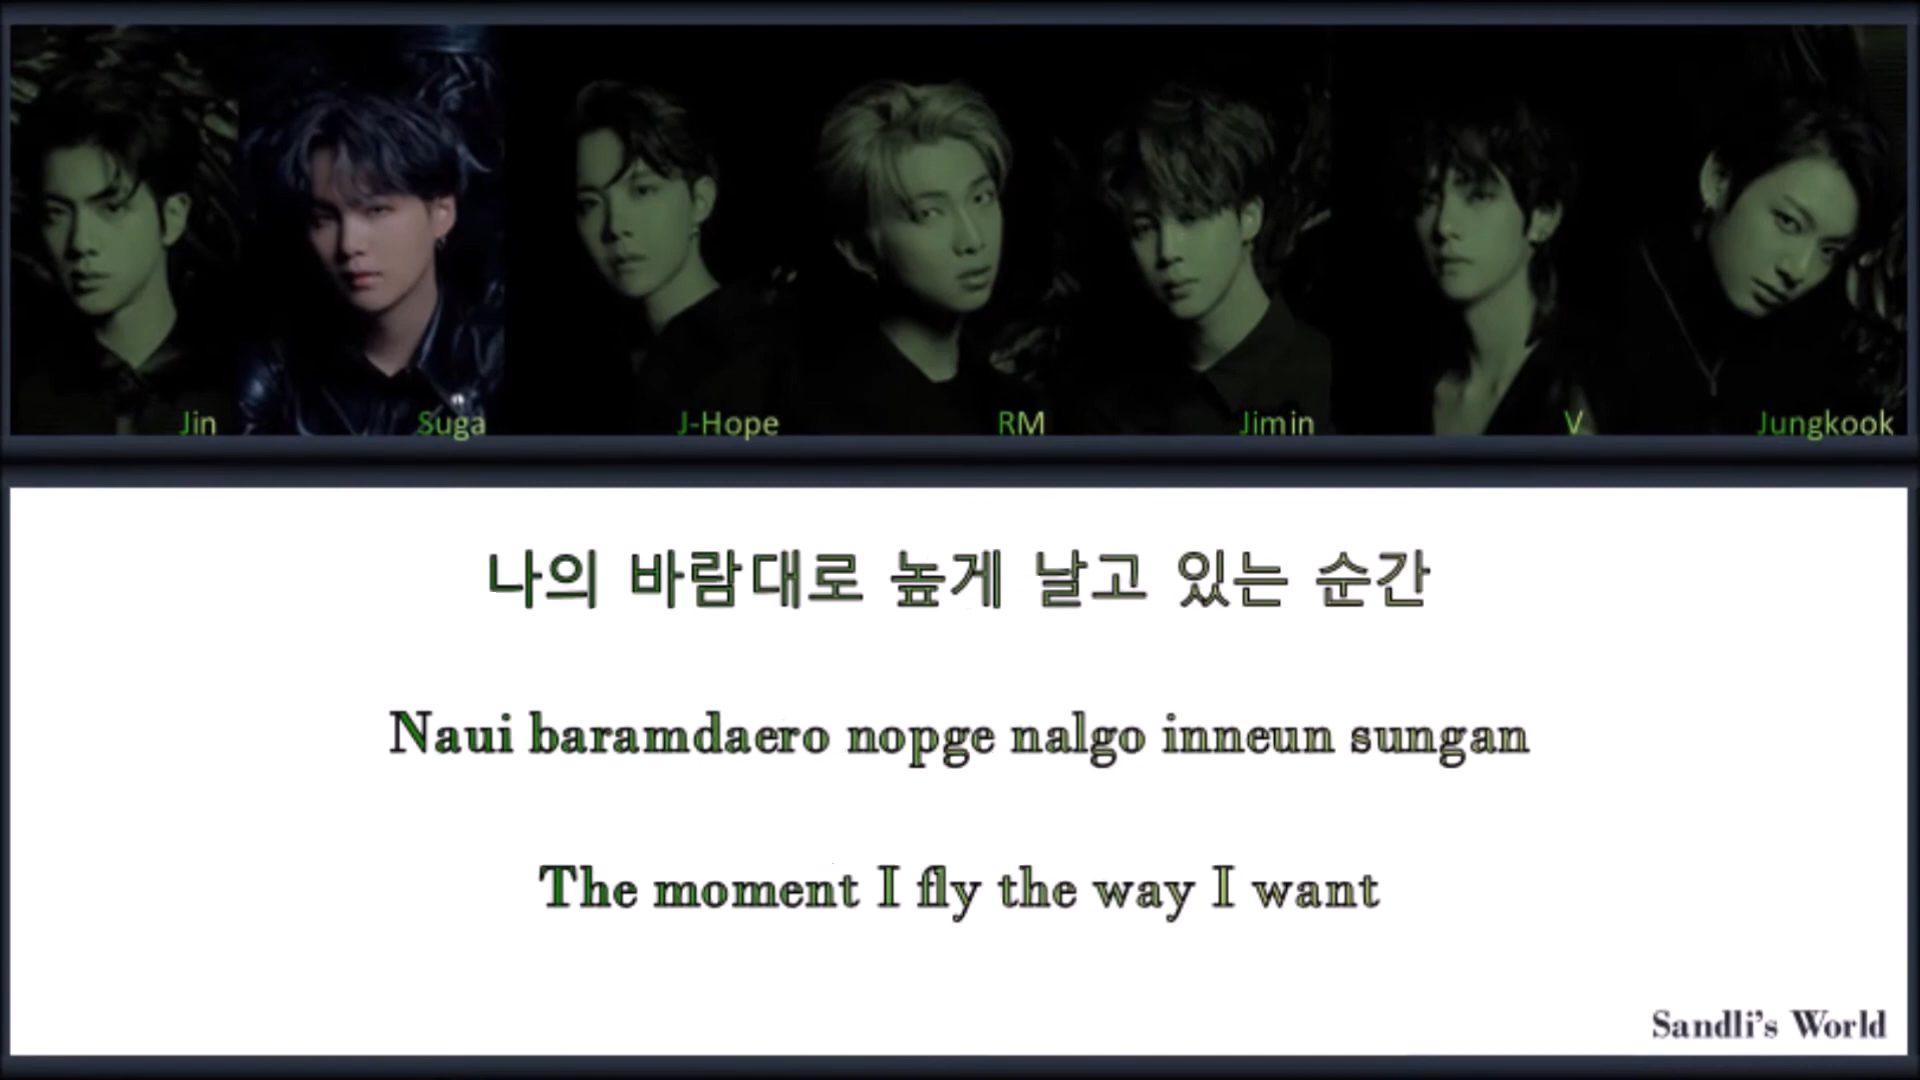 Jin Suga J-Hope RM Jimin V Jungkook
나의 바람대로 높게 날고 있는 순간
Naui baramdaero nopge nalgo inneun sungan
The moment I fly the way I want
Sandli's World